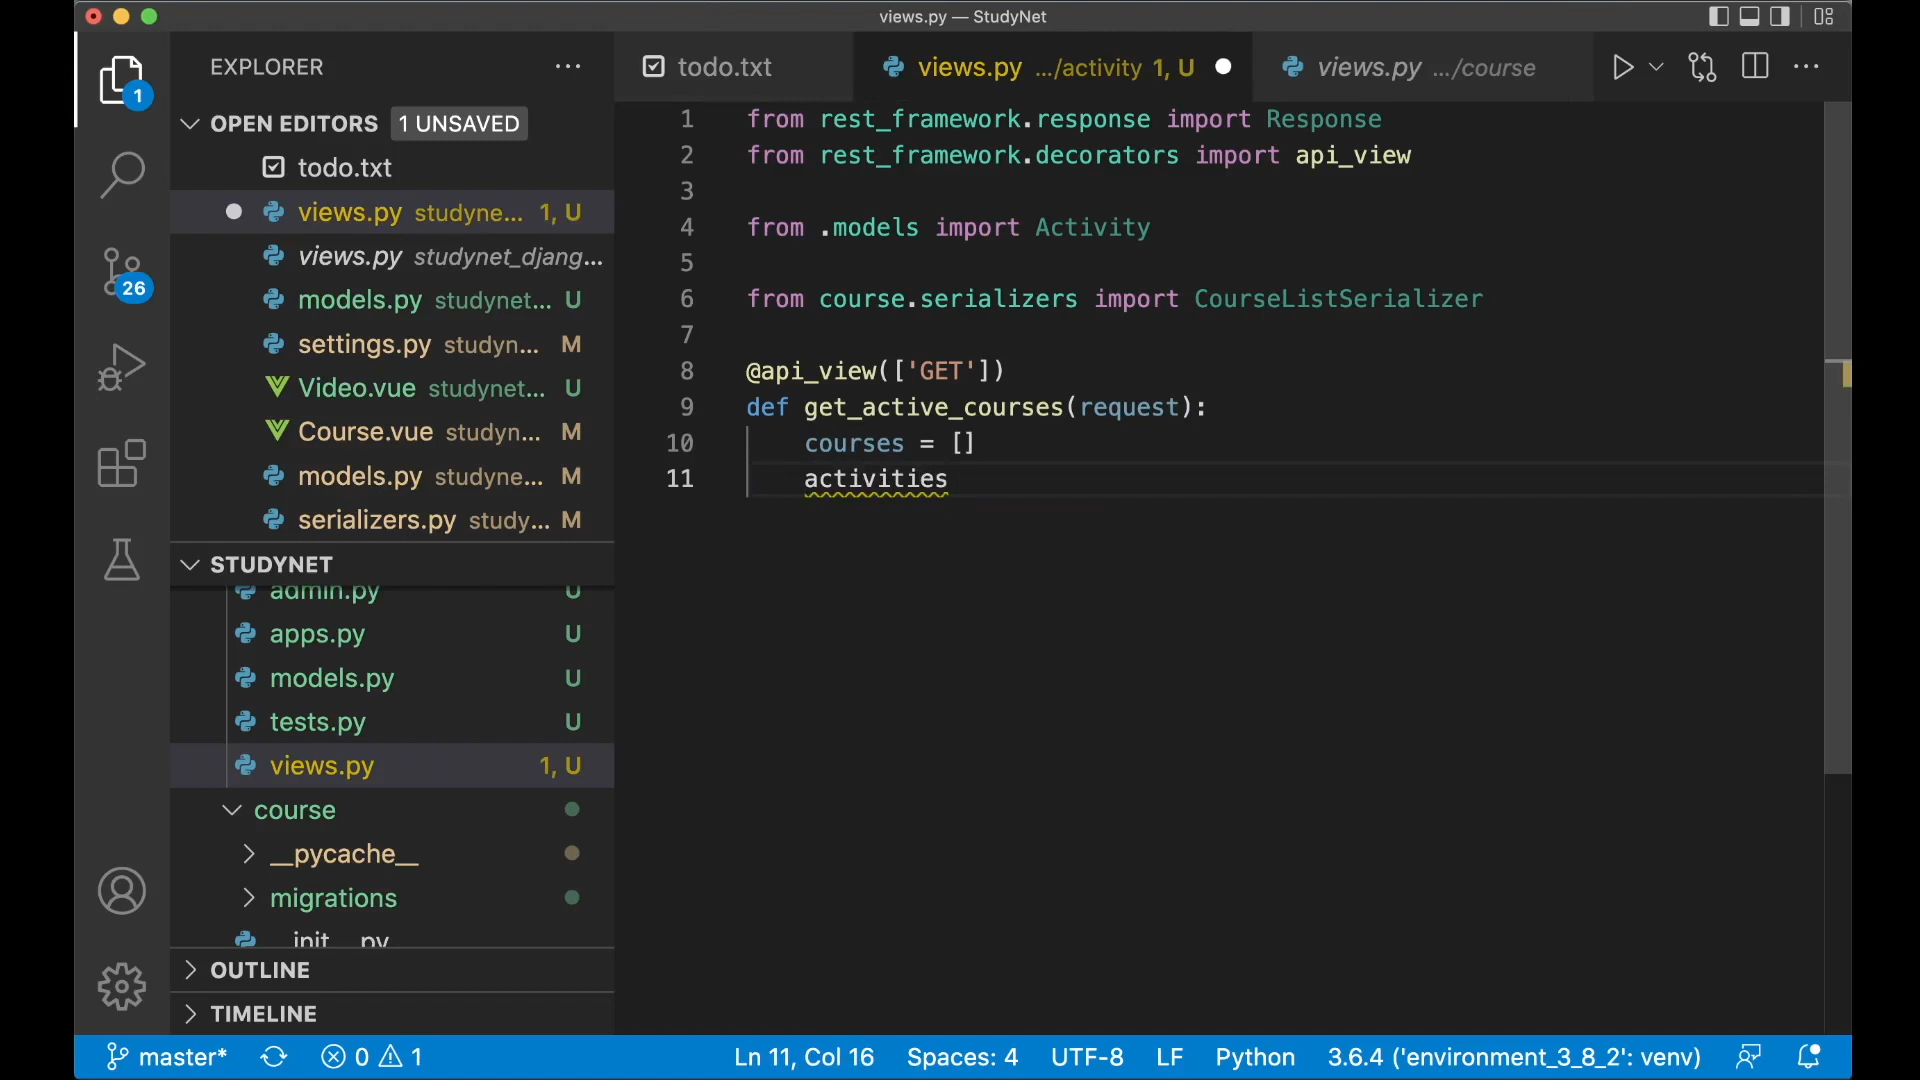 views.py — StudyNet
EXPLORER
todo.txt
views.py .../activity 1, U
views.py .../course
1
OPEN EDITORS 1 UNSAVED
todo.txt
views.py studyne... 1, U
views.py studynet_djang...
models.py studynet... U
settings.py studyn... M
Video.vue studynet... U
Course.vue studyn... M
models.py studyne... M
serializers.py study... M
26
STUDYNET
admin.py U
apps.py U
models.py U
tests.py U
views.py 1, U
course
__pycache__
migrations
__init__.py
OUTLINE
TIMELINE
1 from rest_framework.response import Response
2 from rest_framework.decorators import api_view
3
4 from .models import Activity
5
6 from course.serializers import CourseListSerializer
7
8 @api_view(['GET'])
9 def get_active_courses(request):
10 courses = []
11 activities
master* 0 1 Ln 11, Col 16 Spaces: 4 UTF-8 LF Python 3.6.4 ('environment_3_8_2': venv)